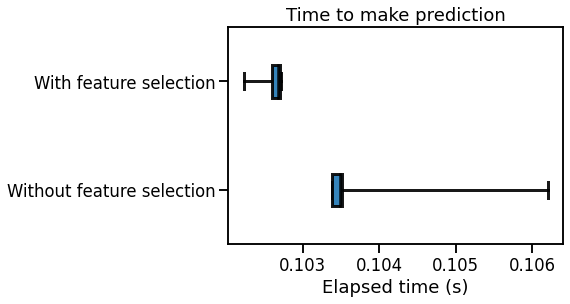 Time to make prediction
With feature selection
Without feature selection
0.103 0.104 0.105 0.106
Elapsed time (s)